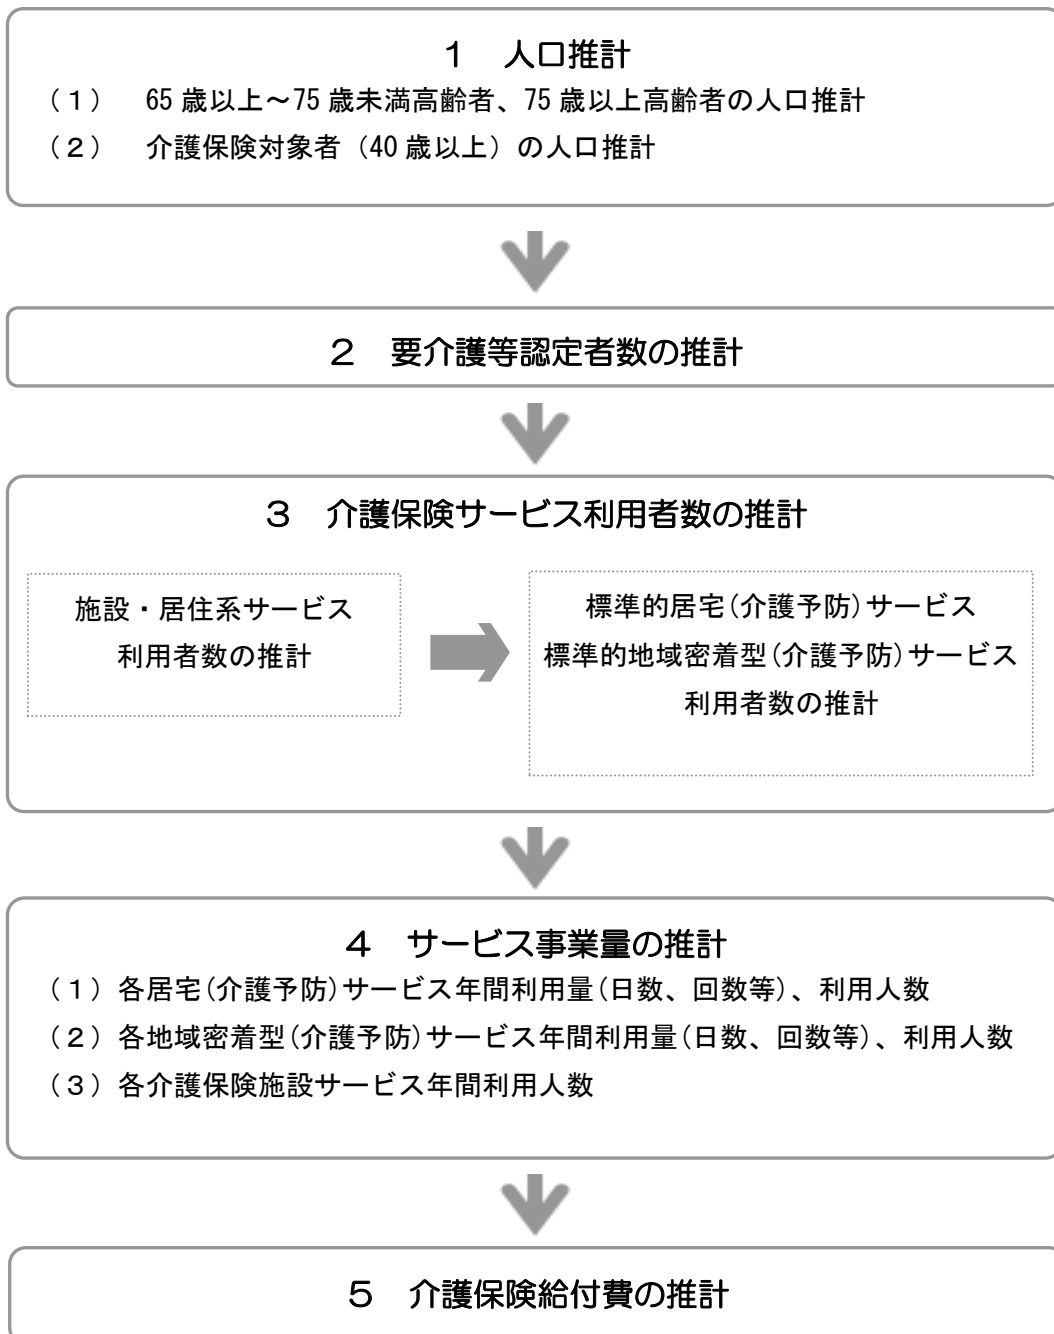 １　人口推計
（１）　65 歳以上～75 歳未満高齢者、75 歳以上高齢者の人口推計
（２）　介護保険対象者（40 歳以上）の人口推計
２　要介護等認定者数の推計
３　介護保険サービス利用者数の推計
施設・居住系サービス
利用者数の推計
標準的居宅(介護予防)サービス
標準的地域密着型(介護予防)サービス
利用者数の推計
４　サービス事業量の推計
（１）各居宅(介護予防)サービス年間利用量(日数、回数等)、利用人数
（２）各地域密着型(介護予防)サービス年間利用量(日数、回数等)、利用人数
（３）各介護保険施設サービス年間利用人数
５　介護保険給付費の推計